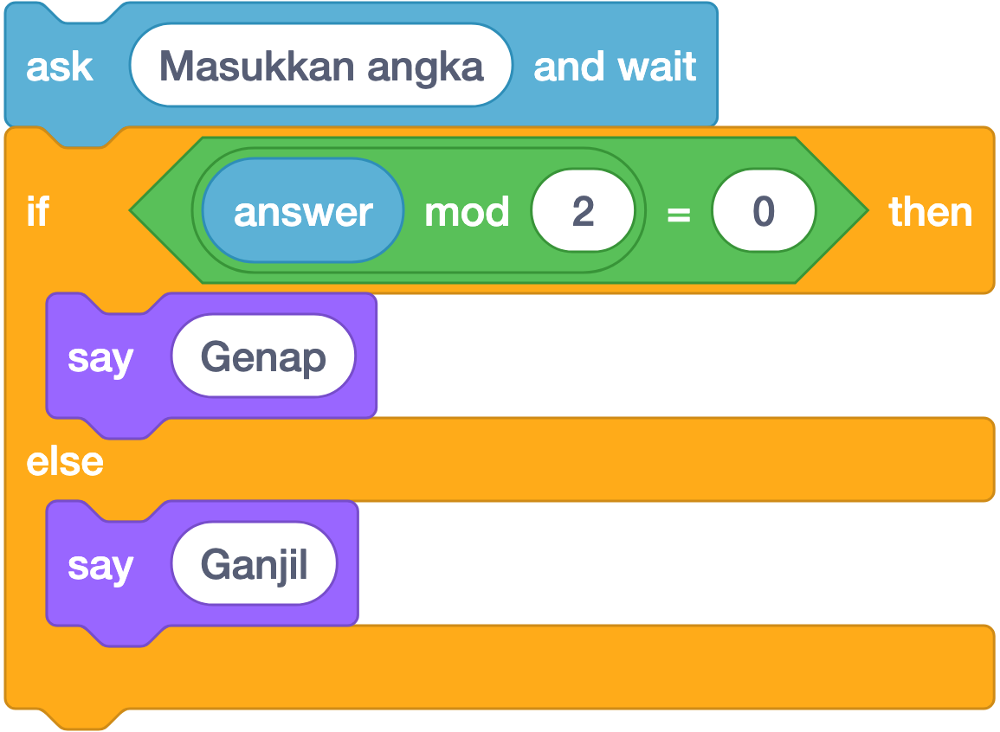 ask Masukkan angka and wait
if answer mod 2 = 0 then
say Genap
else
say Ganjil